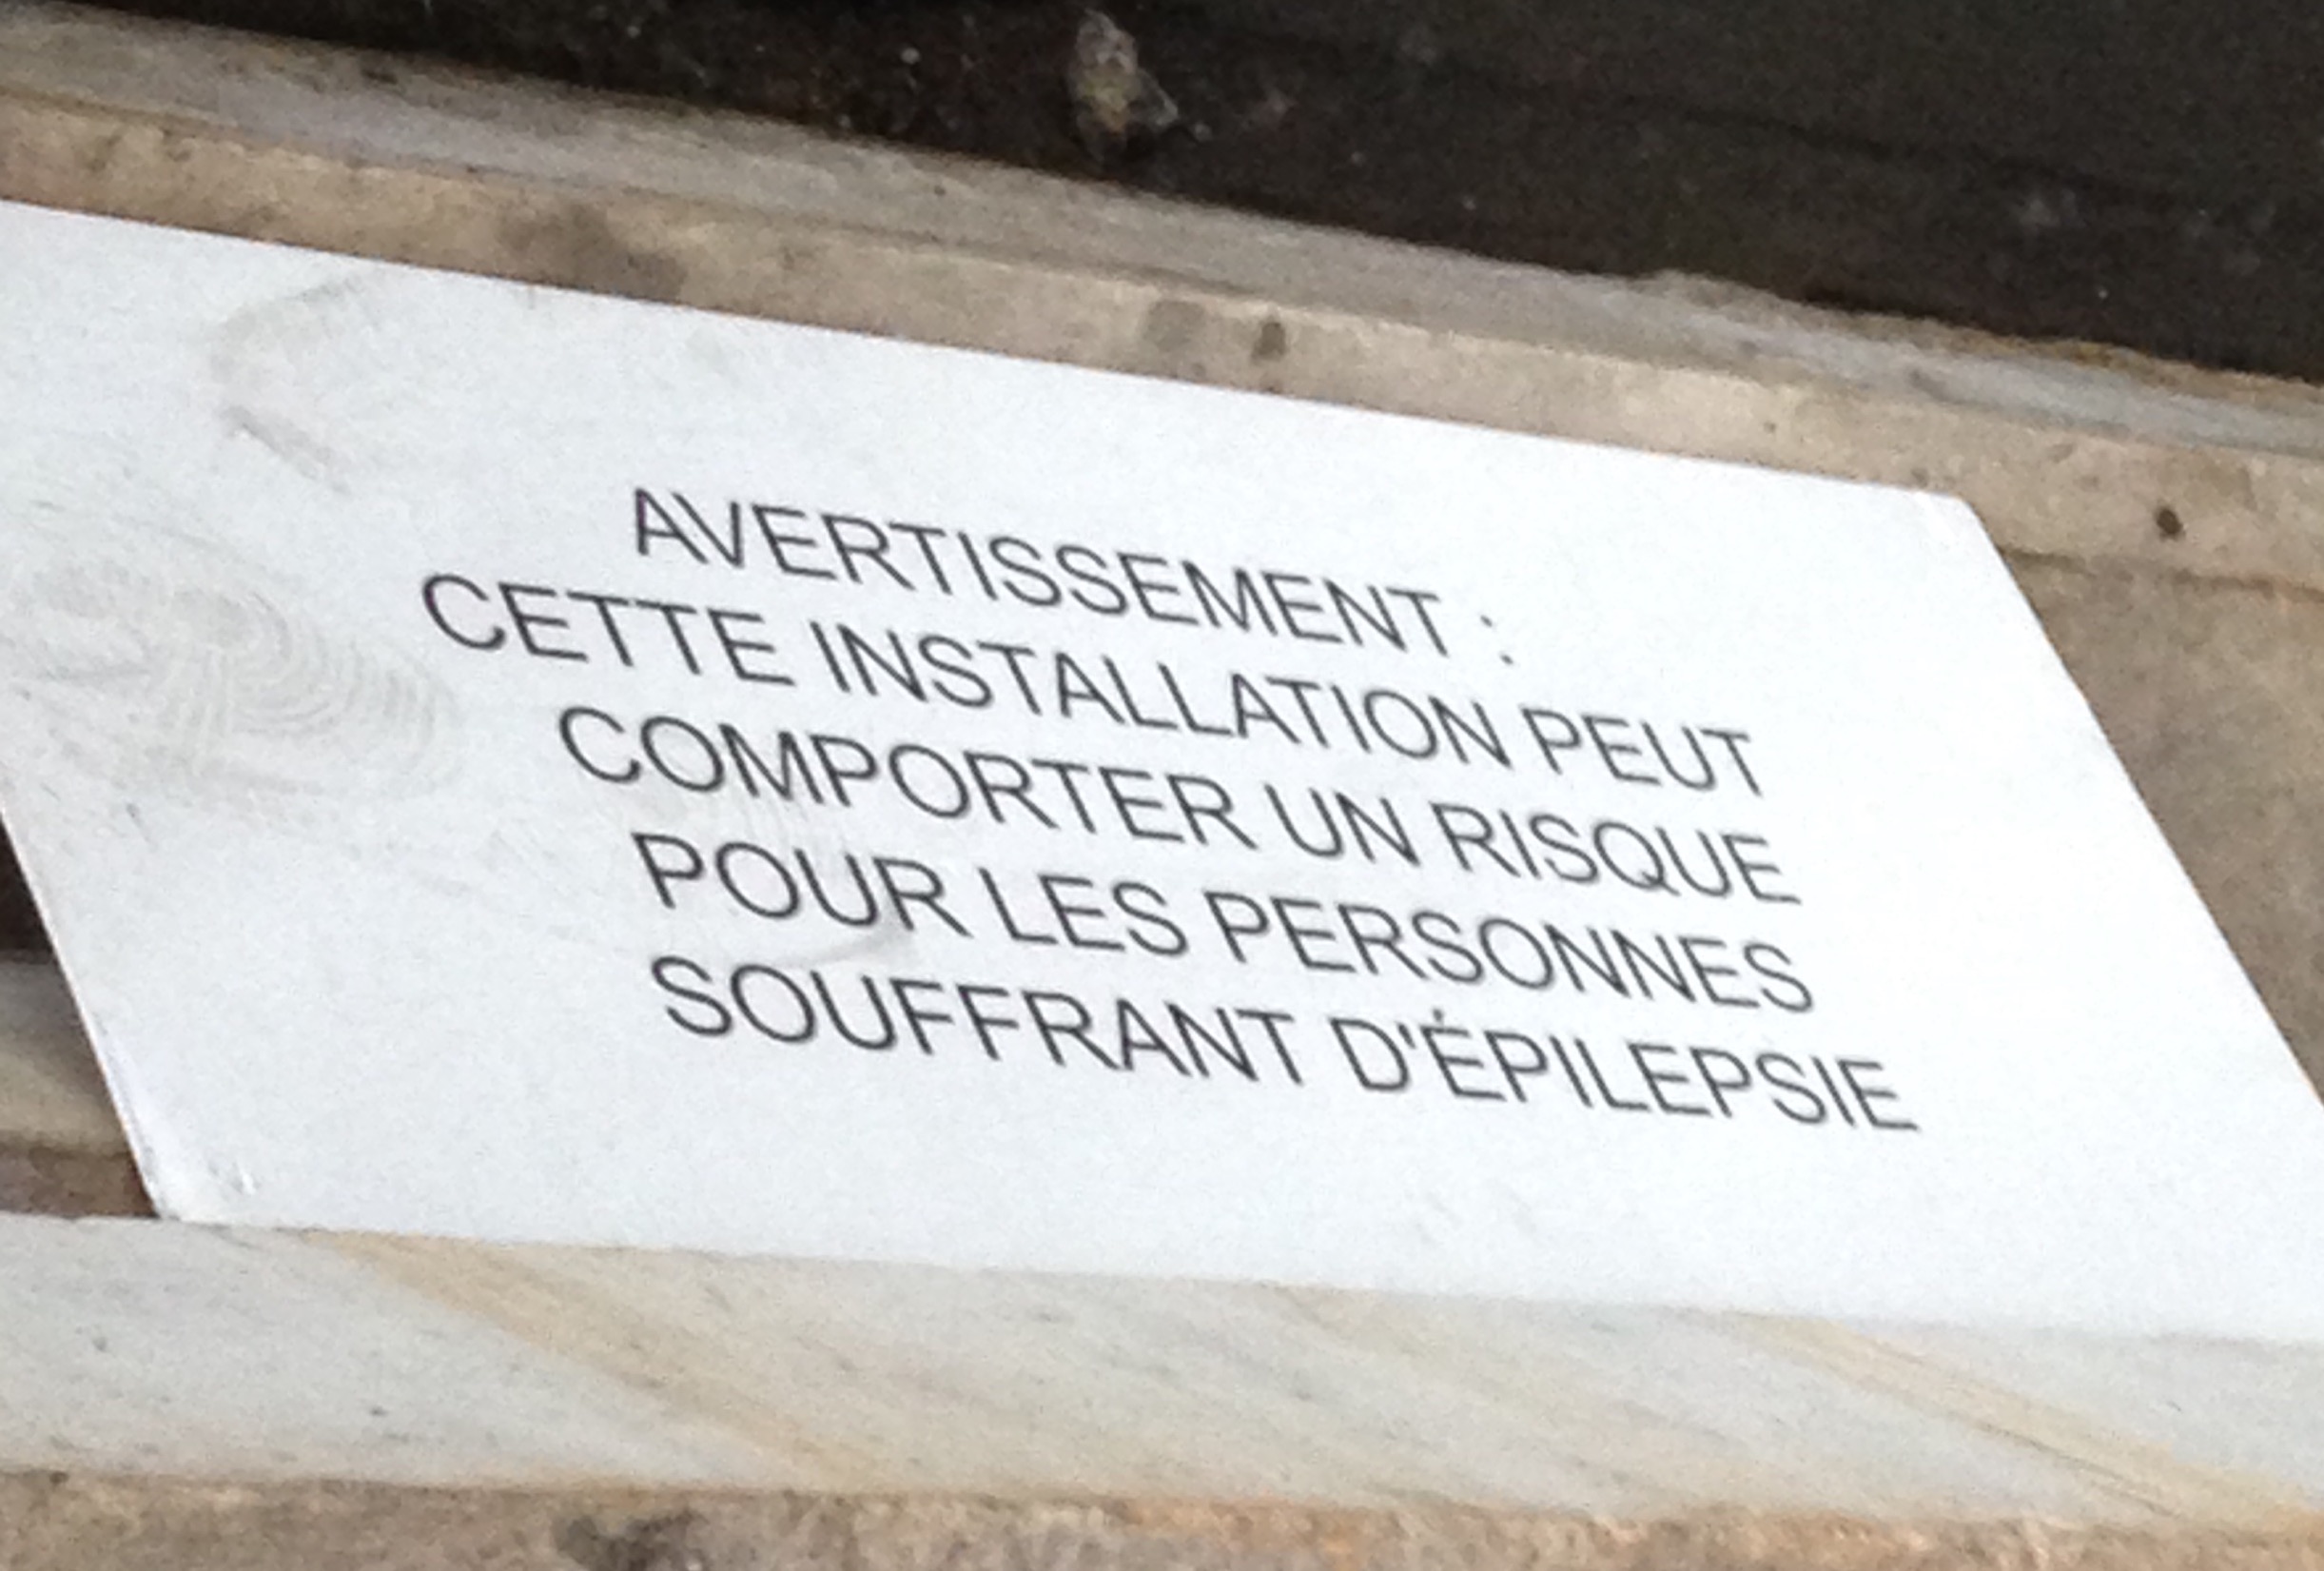 AVERTISSEMENT :
CETTE INSTALLATION PEUT
COMPORTER UN RISQUE
POUR LES PERSONNES
SOUFFRANT D'ÉPILEPSIE